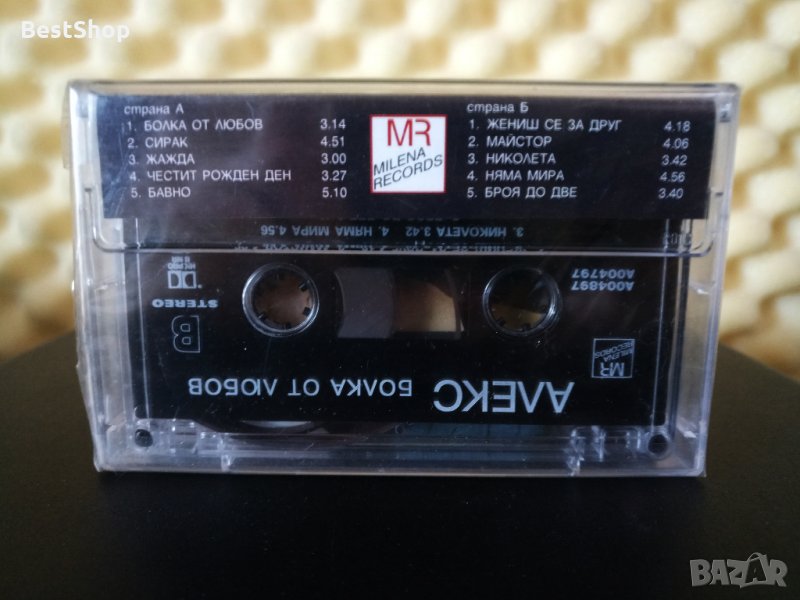 BestShop
страна А
1. БОЛКА ОТ ЛЮБОВ 3.14
2. СИРАК 4.51
3. ЖАЖДА 3.00
4. ЧЕСТИТ РОЖДЕН ДЕН 3.27
5. БАВНО 5.10
MR
MILENA
RECORDS
страна Б
1. ЖЕНИШ СЕ ЗА ДРУГ 4.18
2. МАЙСТОР 4.06
3. НИКОЛЕТА 3.42
4. НЯМА МИРА 4.56
5. БРОЯ ДО ДВЕ 3.40
3. НИКОЛЕТА 3.42 4. НЯМА МИРА 4.56
A004897
A004797
STEREO
B
MR
MILENA
RECORDS
АЛЕКС БОЛКА ОТ ЛЮБОВ
BAZAR